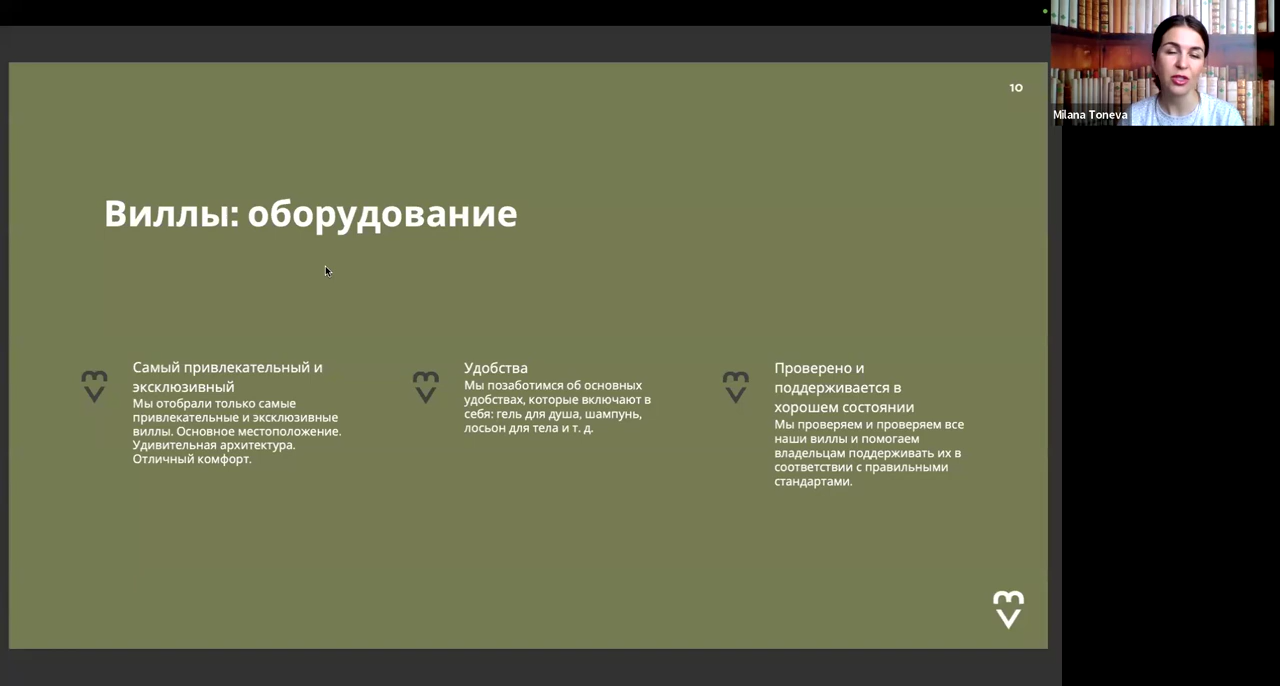 10
Milana Toneva
Виллы: оборудование
Самый привлекательный и
эксклюзивный
Мы отобрали только самые
привлекательные и эксклюзивные
виллы. Основное местоположение.
Удивительная архитектура.
Отличный комфорт.
Удобства
Мы позаботимся об основных
удобствах, которые включают в
себя: гель для душа, шампунь,
лосьон для тела и т. д.
Проверено и
поддерживается в
хорошем состоянии
Мы проверяем и проверяем все
наши виллы и помогаем
владельцам поддерживать их в
соответствии с правильными
стандартами.